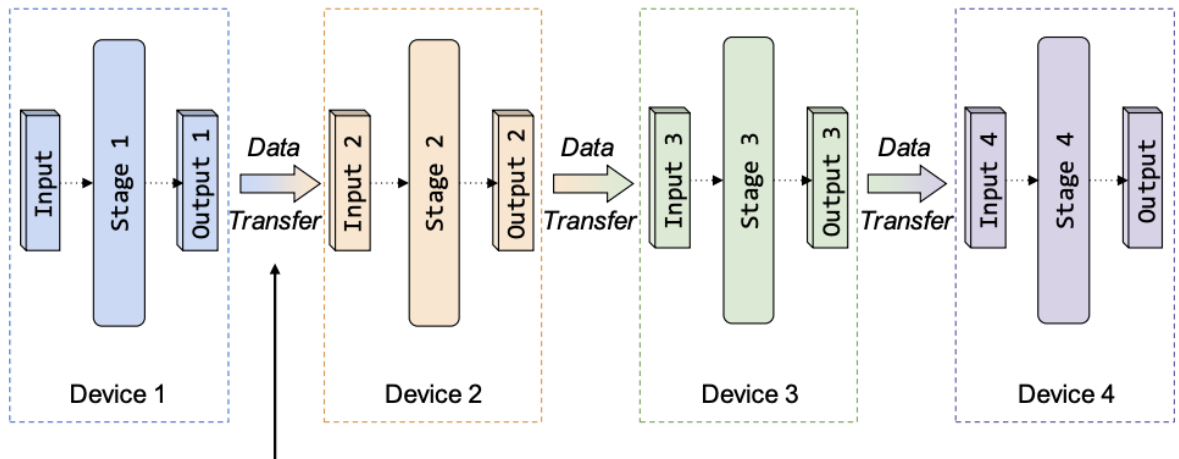 Input
Stage 1
Output 1
Data
Transfer
Input 2
Stage 2
Output 2
Data
Transfer
Input 3
Stage 3
Output 3
Data
Transfer
Input 4
Stage 4
Output
Device 1
Device 2
Device 3
Device 4